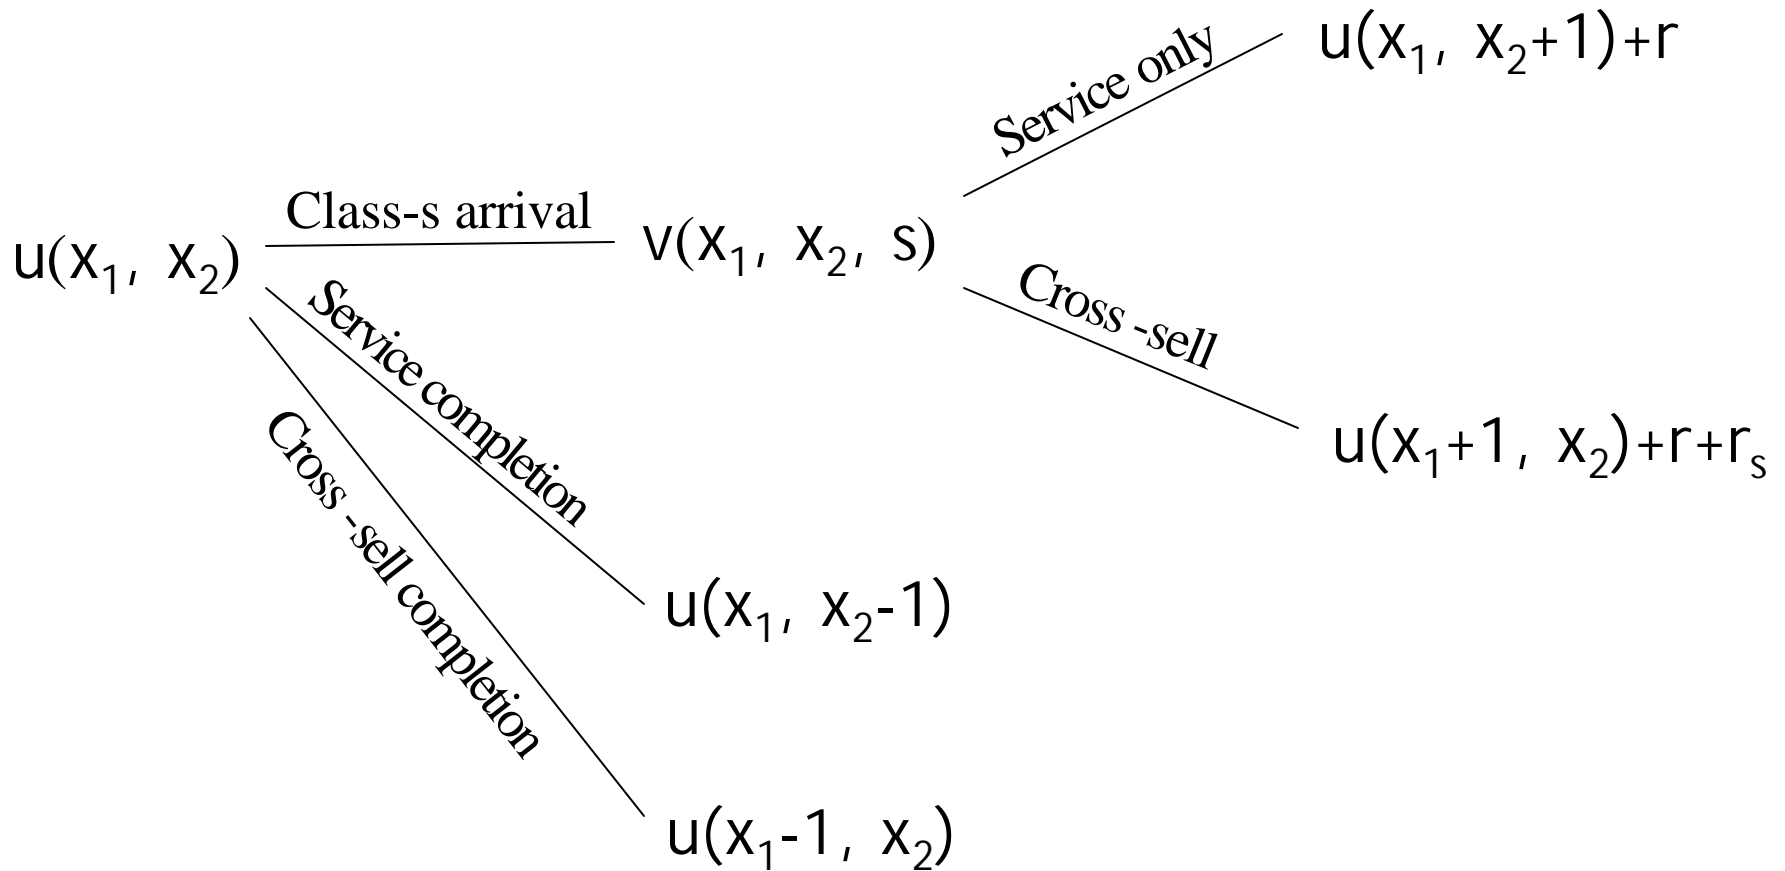 u(x₁, x₂+1)+r
Service only
Class-s arrival
u(x₁, x₂)
v(x₁, x₂, s)
Cross -sell
Service completion
u(x₁+1, x₂)+r+rₛ
Cross -sell completion
u(x₁, x₂-1)
u(x₁-1, x₂)